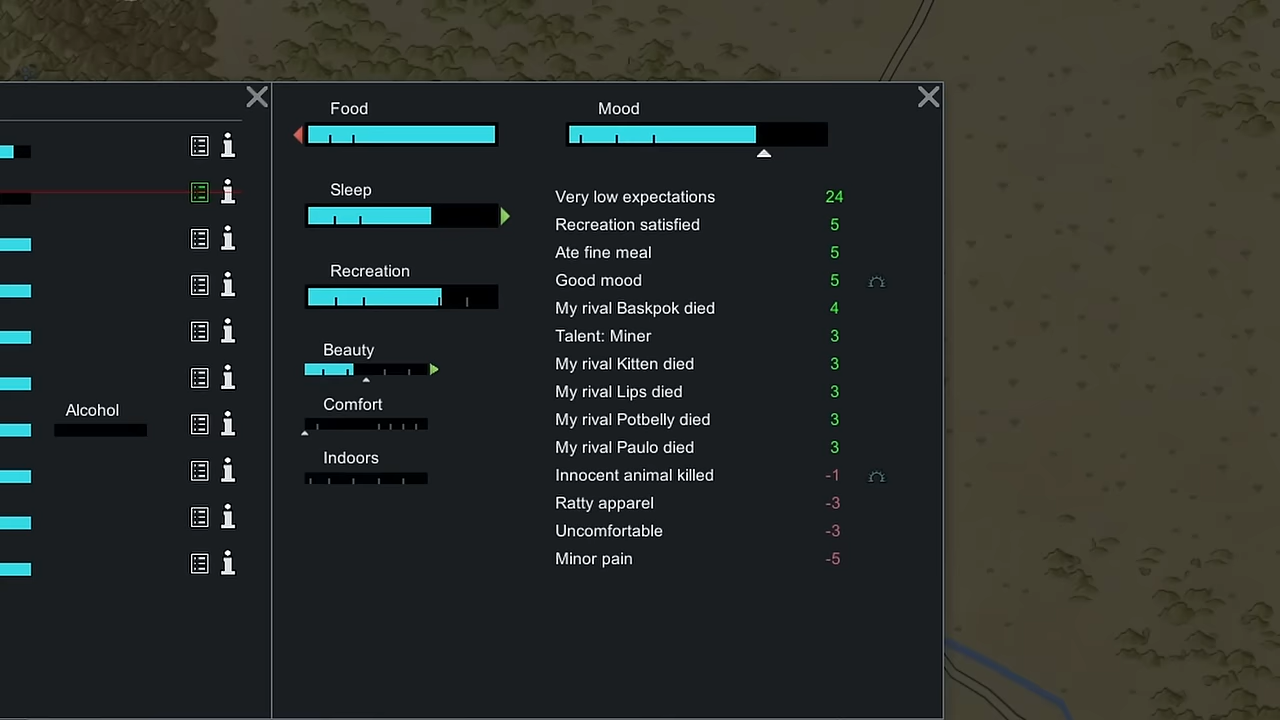 Food
Mood
Sleep
Recreation
Beauty
Comfort
Indoors
Alcohol
Very low expectations 24
Recreation satisfied 5
Ate fine meal 5
Good mood 5
My rival Baskpok died 4
Talent: Miner 3
My rival Kitten died 3
My rival Lips died 3
My rival Potbelly died 3
My rival Paulo died 3
Innocent animal killed -1
Ratty apparel -3
Uncomfortable -3
Minor pain -5